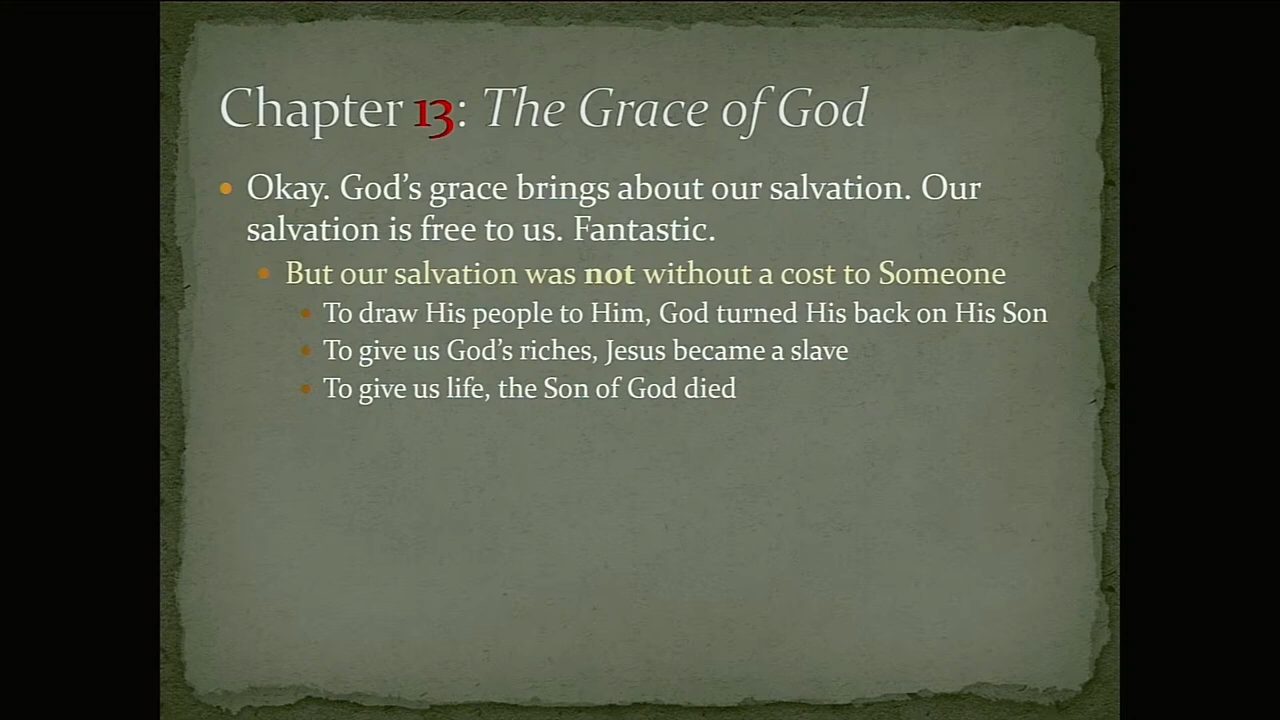 Chapter 13: The Grace of God
Okay. God’s grace brings about our salvation. Our
salvation is free to us. Fantastic.
But our salvation was not without a cost to Someone
To draw His people to Him, God turned His back on His Son
To give us God’s riches, Jesus became a slave
To give us life, the Son of God died